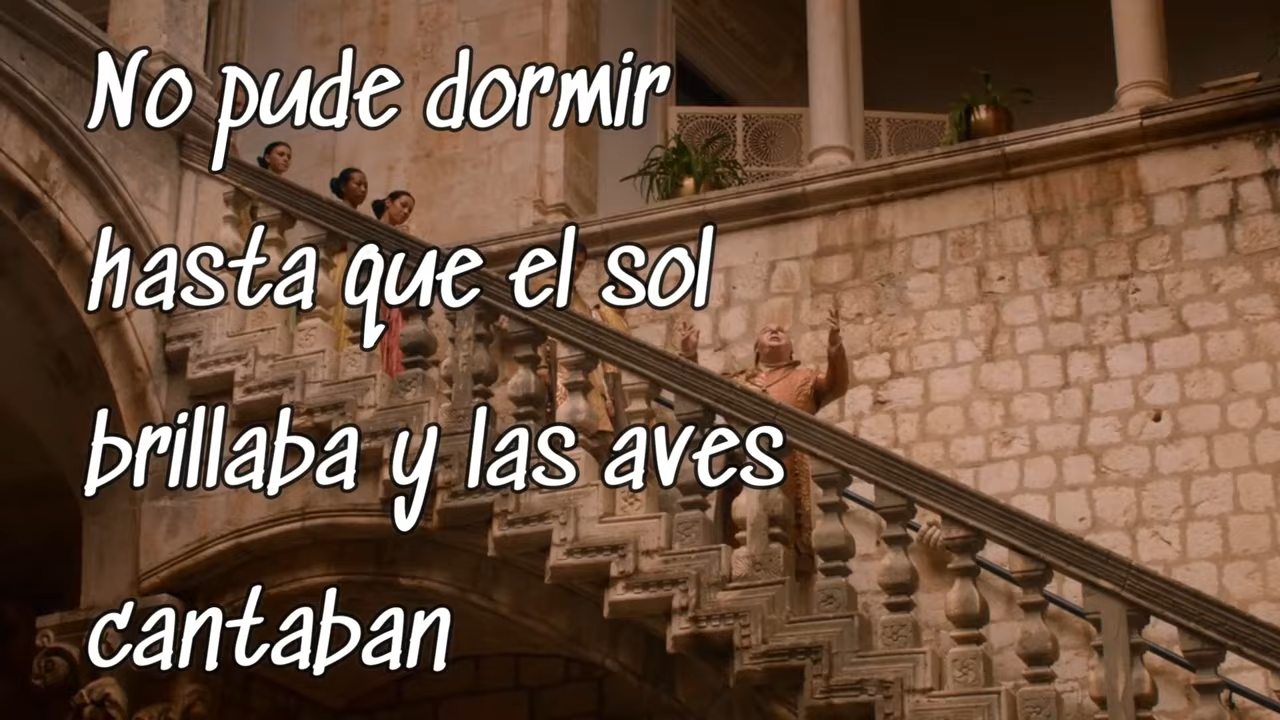 No pude dormir
hasta que el sol
brillaba y las aves
cantaban